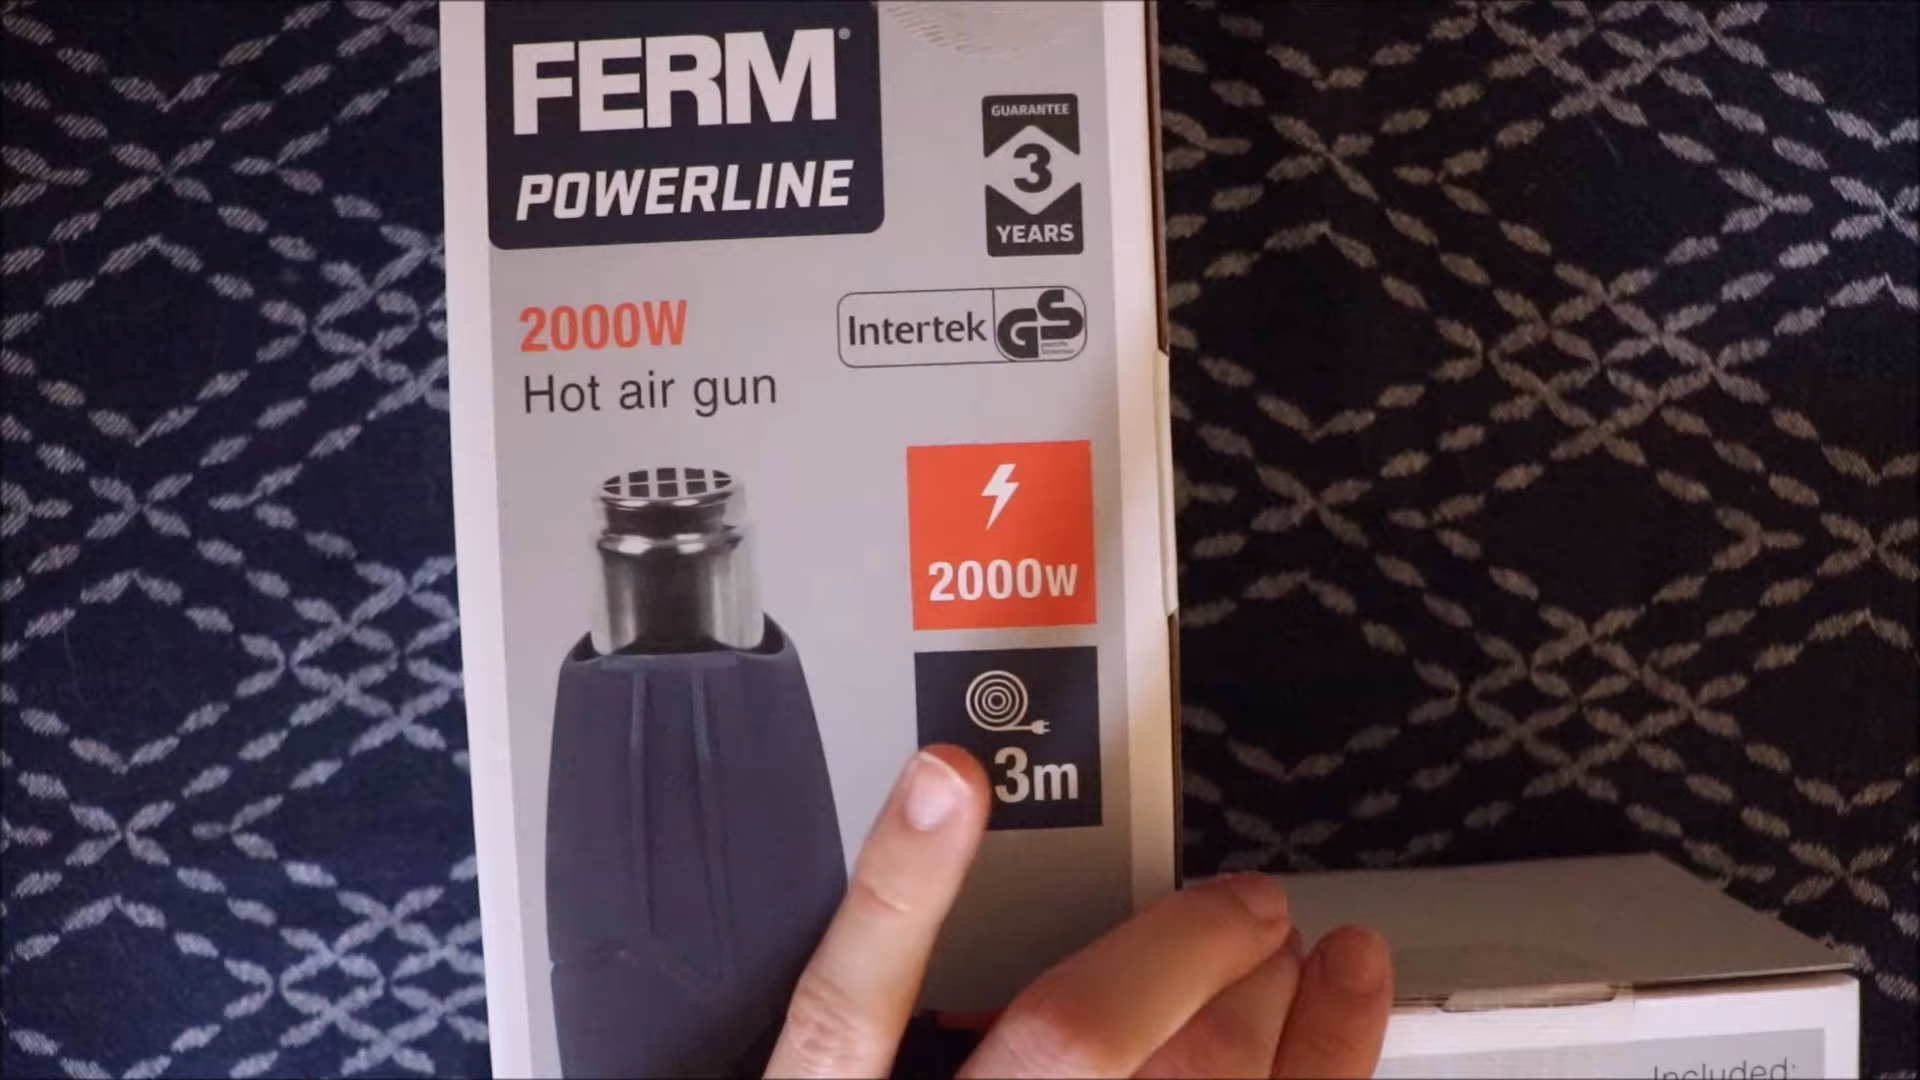 FERM®
POWERLINE
GUARANTEE
3
YEARS
2000W
Hot air gun
Intertek GS
2000W
3m
Included: